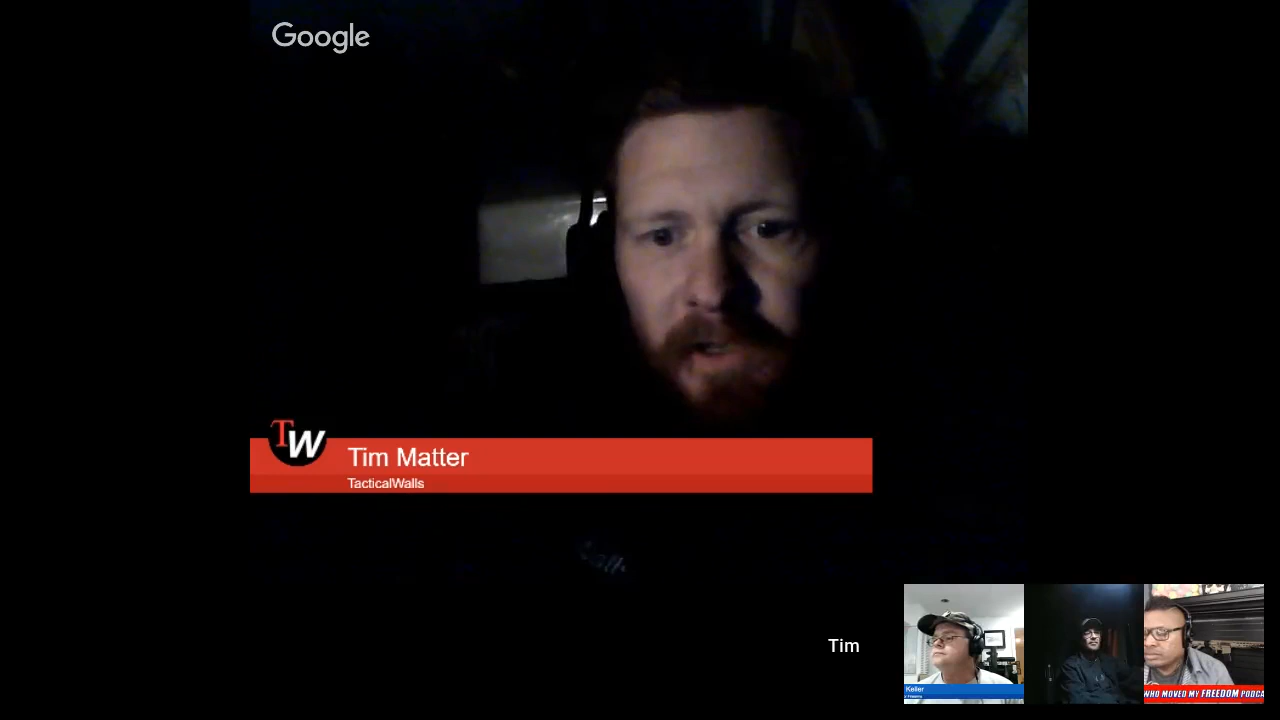 Google
TW
Tim Matter
TacticalWalls
Tim
Keller
WHO MOVED MY FREEDOM PODCA